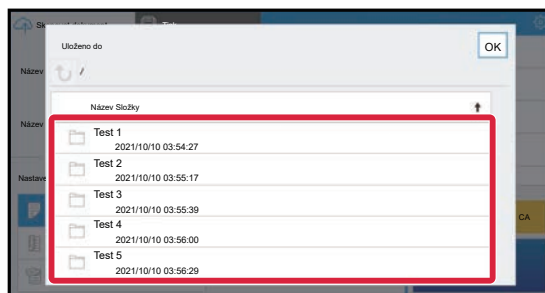 Uloženo do
OK
/
Název Složky
Test 1
2021/10/10 03:54:27
Test 2
2021/10/10 03:55:17
Test 3
2021/10/10 03:55:39
Test 4
2021/10/10 03:56:00
Test 5
2021/10/10 03:56:29
Název
Název
Nastave
CA